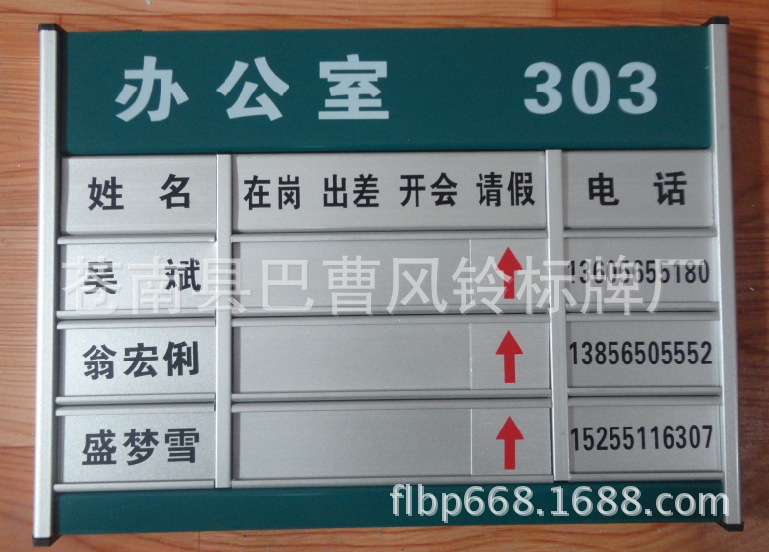 办公室 303
姓名 在岗 出差 开会 请假 电话
吴斌 13605655180
苍南县巴曹风铃标牌厂
翁宏俐 13856505552
盛梦雪 15255116307
flbp668.1688.com